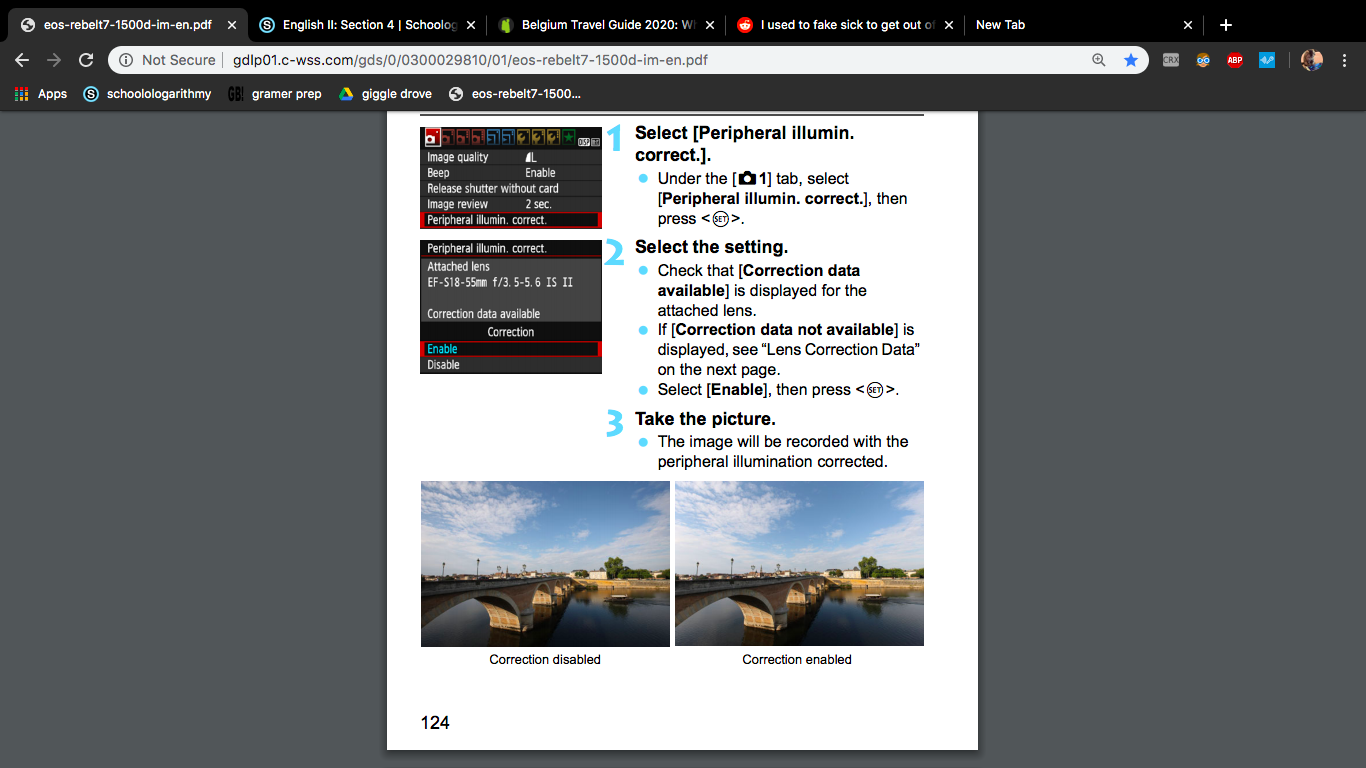 eos-rebelt7-1500d-im-en.pdf
English II: Section 4 | Schoolog
Belgium Travel Guide 2020: W
I used to fake sick to get out of
New Tab
Not Secure | gdlp01.c-wss.com/gds/0/0300029810/01/eos-rebelt7-1500d-im-en.pdf
CRX
ABP
Apps
S schoolologarithmy
GB! gramer prep
giggle drove
eos-rebelt7-1500...
DISP
Image quality L
Beep Enable
Release shutter without card
Image review 2 sec.
Peripheral illumin. correct.
1 Select [Peripheral illumin.
correct.].
Under the [1] tab, select
[Peripheral illumin. correct.], then
press <SET>.
Peripheral illumin. correct.
Attached lens
EF-S18-55mm f/3.5-5.6 IS II
Correction data available
Correction
Enable
Disable
2 Select the setting.
Check that [Correction data
available] is displayed for the
attached lens.
If [Correction data not available] is
displayed, see “Lens Correction Data”
on the next page.
Select [Enable], then press <SET>.
3 Take the picture.
The image will be recorded with the
peripheral illumination corrected.
Correction disabled
Correction enabled
124